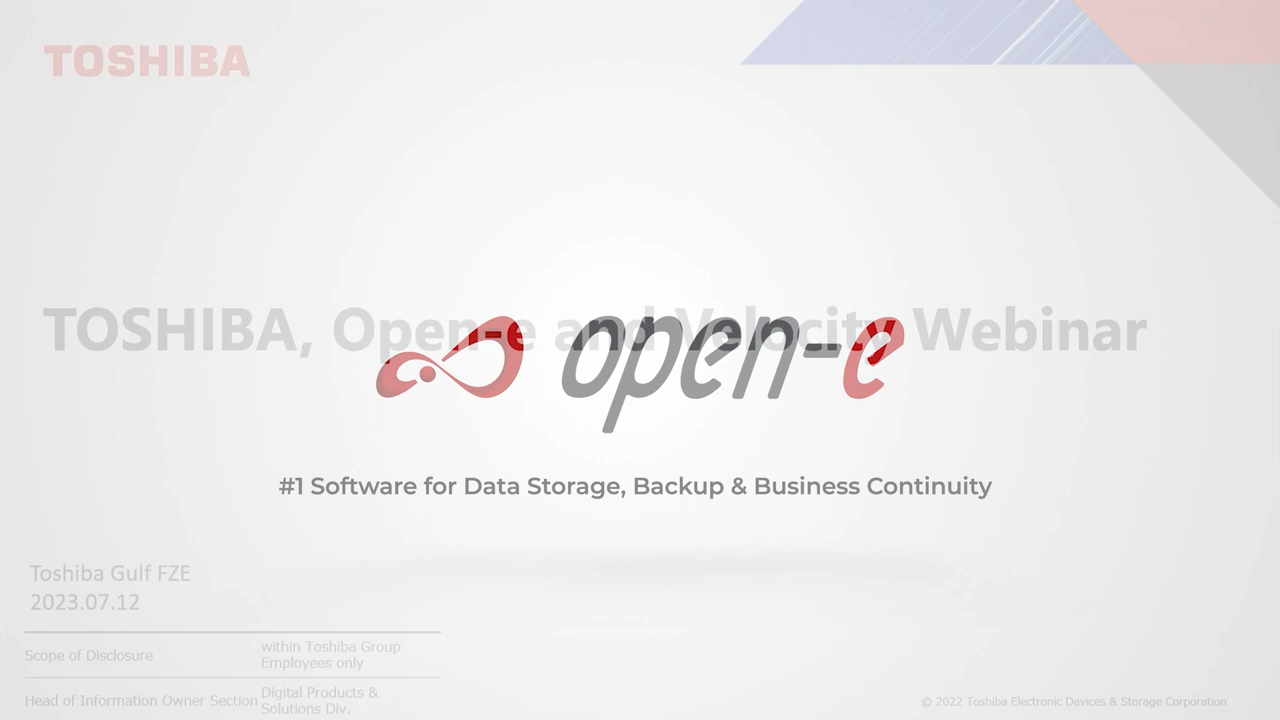 TOSHIBA
TOSHIBA, Open-e and Velocity Webinar
open-e
#1 Software for Data Storage, Backup & Business Continuity
Toshiba Gulf FZE
2023.07.12
Scope of Disclosure
within Toshiba Group
Employees only
Head of Information Owner Section
Digital Products &
Solutions Div.
© 2022 Toshiba Electronic Devices & Storage Corporation